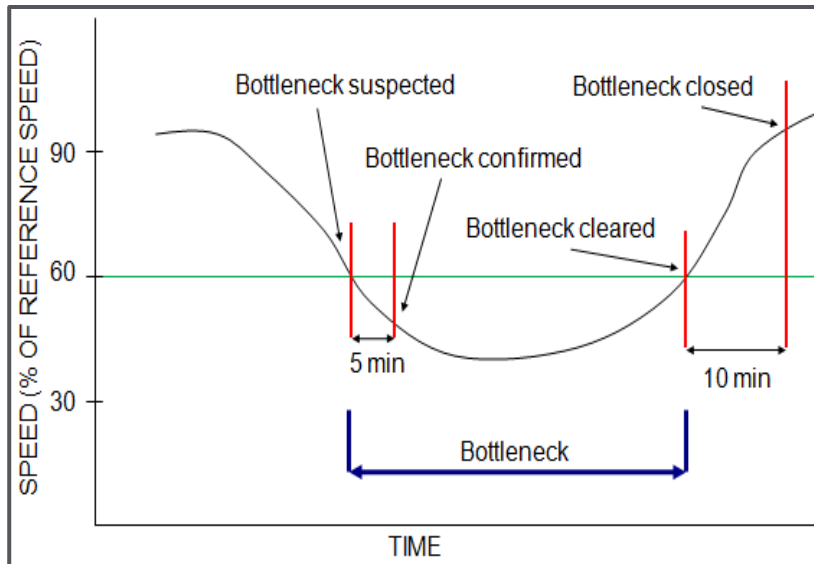 SPEED (% OF REFERENCE SPEED)
90
60
30
Bottleneck suspected
Bottleneck confirmed
Bottleneck closed
Bottleneck cleared
5 min
10 min
Bottleneck
TIME